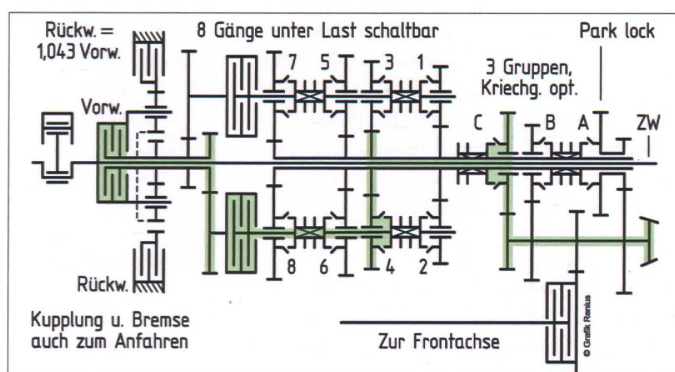 Rückw. =
1,043 Vorw.
8 Gänge unter Last schaltbar
Park lock
7 5 3 1
3 Gruppen,
Kriechg. opt.
Vorw.
C B A
ZW
8 6 4 2
Rückw.
Kupplung u. Bremse
auch zum Anfahren
Zur Frontachse
© Grafik Renius